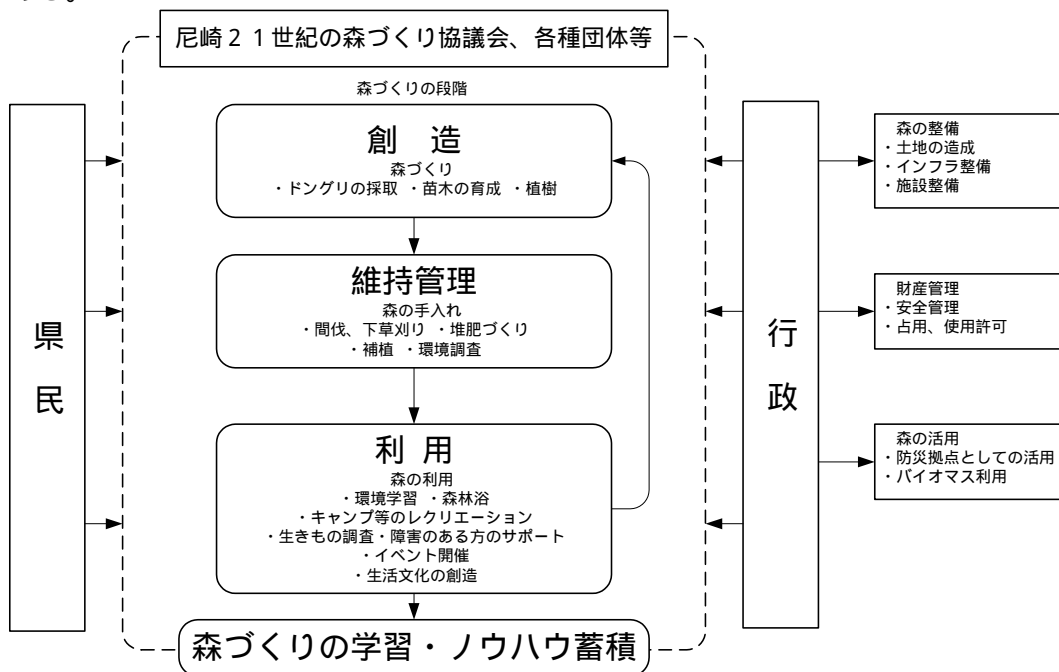 尼崎２１世紀の森づくり協議会、各種団体等
森づくりの段階
県
民
創 造
森づくり
・ドングリの採取 ・苗木の育成 ・植樹
維持管理
森の手入れ
・間伐、下草刈り ・堆肥づくり
・補植 ・環境調査
利 用
森の利用
・環境学習 ・森林浴
・キャンプ等のレクリエーション
・生きもの調査・障害のある方のサポート
・イベント開催
・生活文化の創造
森づくりの学習・ノウハウ蓄積
行
政
森の整備
・土地の造成
・インフラ整備
・施設整備
財産管理
・安全管理
・占用、使用許可
森の活用
・防災拠点としての活用
・バイオマス利用